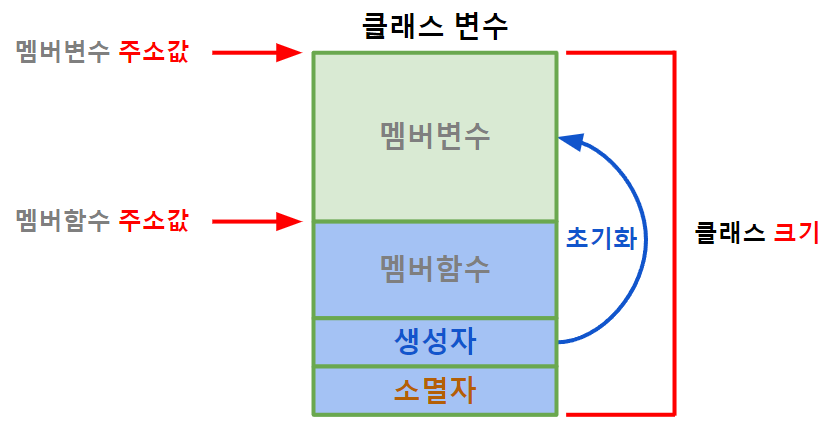 클래스 변수
멤버변수 주소값
멤버변수
멤버함수 주소값
멤버함수
초기화
클래스 크기
생성자
소멸자